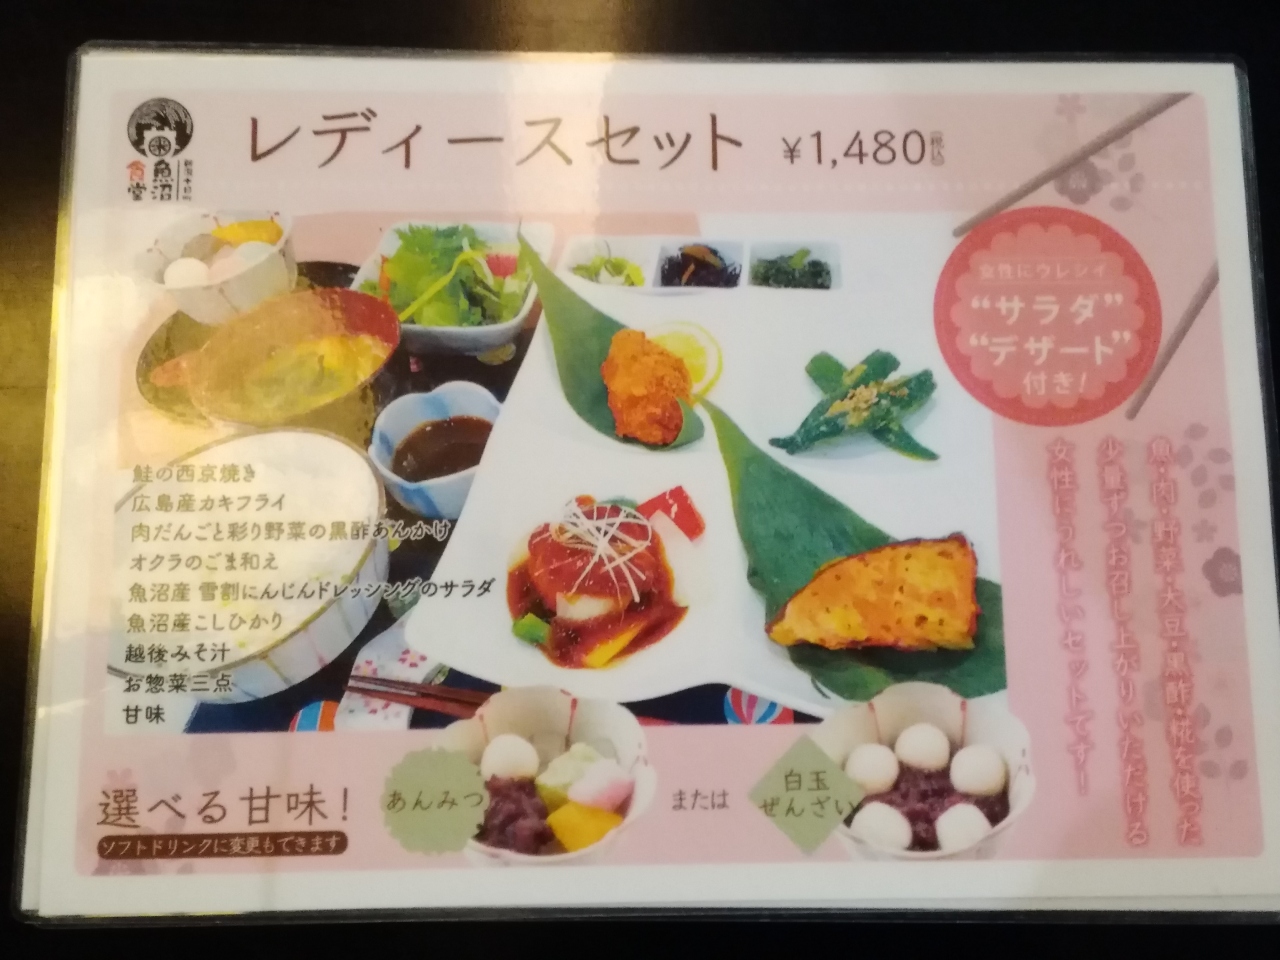 魚沼
食堂
レディースセット ¥1,480(税込)
女性にウレシイ
“サラダ”
“デザート”
付き!
魚・肉・野菜・大豆・黒酢・糀を使った
少量ずつお召し上がりいただける
女性にうれしいセットです!
鮭の西京焼き
広島産カキフライ
肉だんごと彩り野菜の黒酢あんかけ
オクラのごま和え
魚沼産 雪割にんじんドレッシングのサラダ
魚沼産こしひかり
越後みそ汁
お惣菜三点
甘味
選べる甘味!
ソフトドリンクに変更もできます
あんみつ
または
白玉
ぜんざい